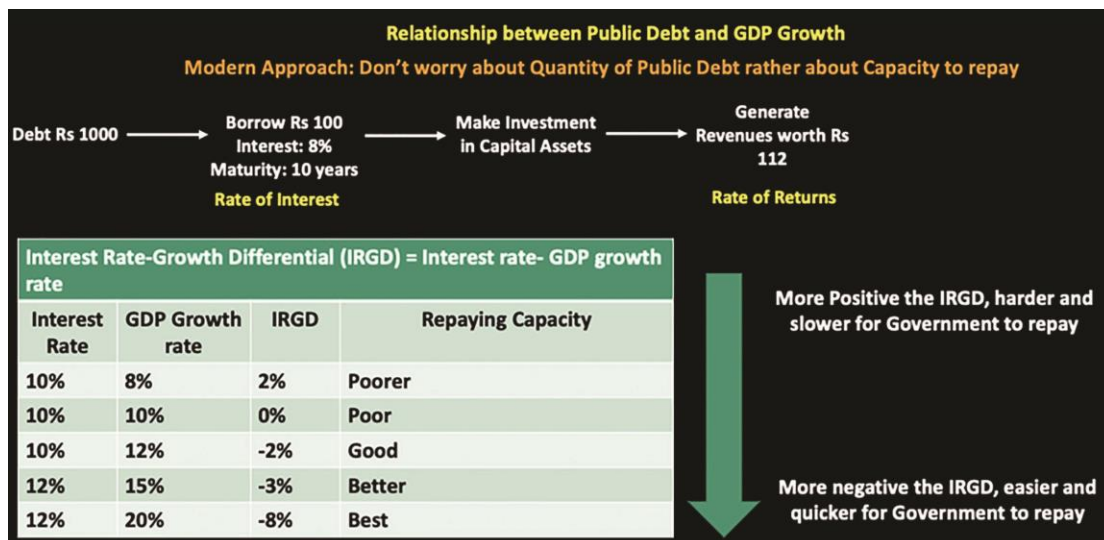 Relationship between Public Debt and GDP Growth
Modern Approach: Don't worry about Quantity of Public Debt rather about Capacity to repay
Debt Rs 1000
Borrow Rs 100
Interest: 8%
Maturity: 10 years
Rate of Interest
Make Investment
in Capital Assets
Generate
Revenues worth Rs
112
Rate of Returns
Interest Rate-Growth Differential (IRGD) = Interest rate- GDP growth
rate
Interest
Rate
GDP Growth
rate
IRGD
Repaying Capacity
10% 8% 2% Poorer
10% 10% 0% Poor
10% 12% -2% Good
12% 15% -3% Better
12% 20% -8% Best
More Positive the IRGD, harder and
slower for Government to repay
More negative the IRGD, easier and
quicker for Government to repay